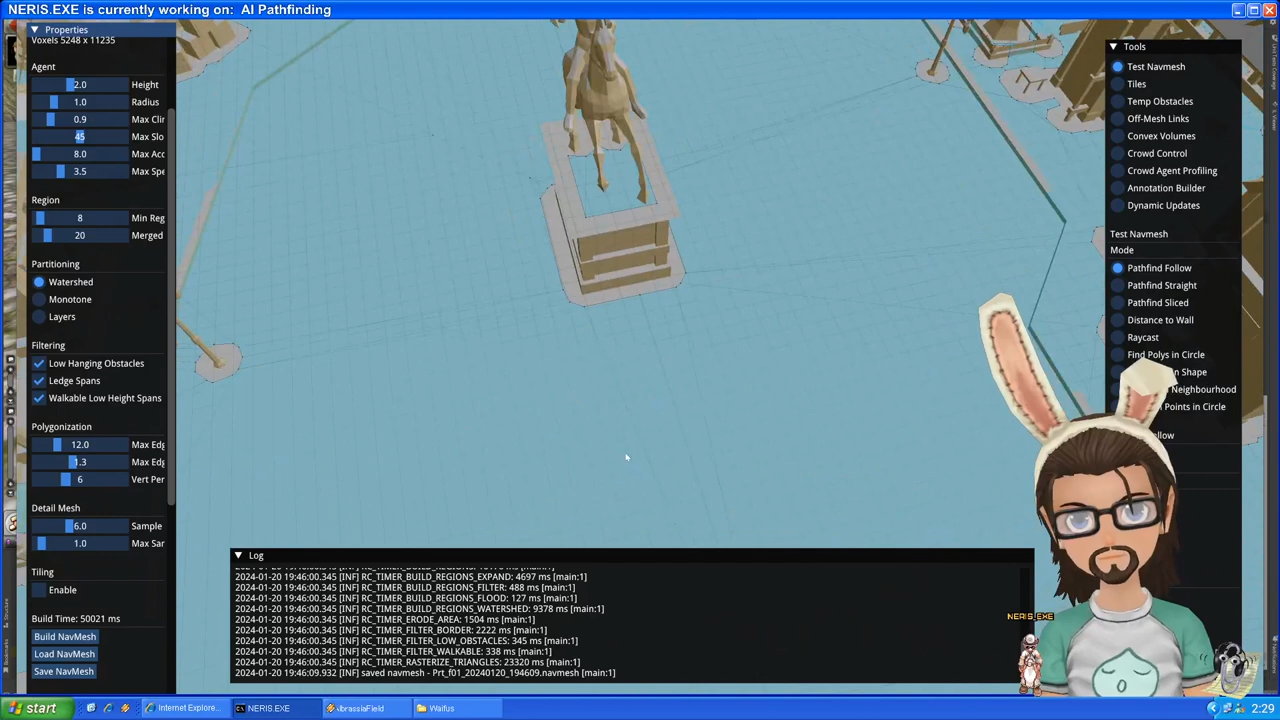 NERIS.EXE is currently working on:  AI Pathfinding
Properties
Voxels 5248 x 11235
Agent
2.0 Height
1.0 Radius
0.9 Max Clin
45 Max Slo
8.0 Max Acc
3.5 Max Spe
Region
8 Min Reg
20 Merged
Partitioning
Watershed
Monotone
Layers
Filtering
Low Hanging Obstacles
Ledge Spans
Walkable Low Height Spans
Polygonization
12.0 Max Edg
1.3 Max Edg
6 Vert Per
Detail Mesh
6.0 Sample
1.0 Max Sar
Tiling
Enable
Build Time: 50021 ms
Build NavMesh
Load NavMesh
Save NavMesh
Tools
Test Navmesh
Tiles
Temp Obstacles
Off-Mesh Links
Convex Volumes
Crowd Control
Crowd Agent Profiling
Annotation Builder
Dynamic Updates
Test Navmesh
Mode
Pathfind Follow
Pathfind Straight
Pathfind Sliced
Distance to Wall
Raycast
Find Polys in Circle
n Shape
Neighbourhood
Points in Circle
ollow
Log
2024-01-20 19:46:00.345 [INF] RC_TIMER_BUILD_REGIONS_EXPAND: 4697 ms [main:1]
2024-01-20 19:46:00.345 [INF] RC_TIMER_BUILD_REGIONS_FILTER: 488 ms [main:1]
2024-01-20 19:46:00.345 [INF] RC_TIMER_BUILD_REGIONS_FLOOD: 127 ms [main:1]
2024-01-20 19:46:00.345 [INF] RC_TIMER_BUILD_REGIONS_WATERSHED: 9378 ms [main:1]
2024-01-20 19:46:00.345 [INF] RC_TIMER_ERODE_AREA: 1504 ms [main:1]
2024-01-20 19:46:00.345 [INF] RC_TIMER_FILTER_BORDER: 2222 ms [main:1]
2024-01-20 19:46:00.345 [INF] RC_TIMER_FILTER_LOW_OBSTACLES: 345 ms [main:1]
2024-01-20 19:46:00.345 [INF] RC_TIMER_FILTER_WALKABLE: 338 ms [main:1]
2024-01-20 19:46:00.345 [INF] RC_TIMER_RASTERIZE_TRIANGLES: 23320 ms [main:1]
2024-01-20 19:46:09.932 [INF] saved navmesh - Prt_f01_20240120_194609.navmesh [main:1]
NERIS.EXE
start
Internet Explore...
NERIS.EXE
\lbrassiaField
Waifus
2:29